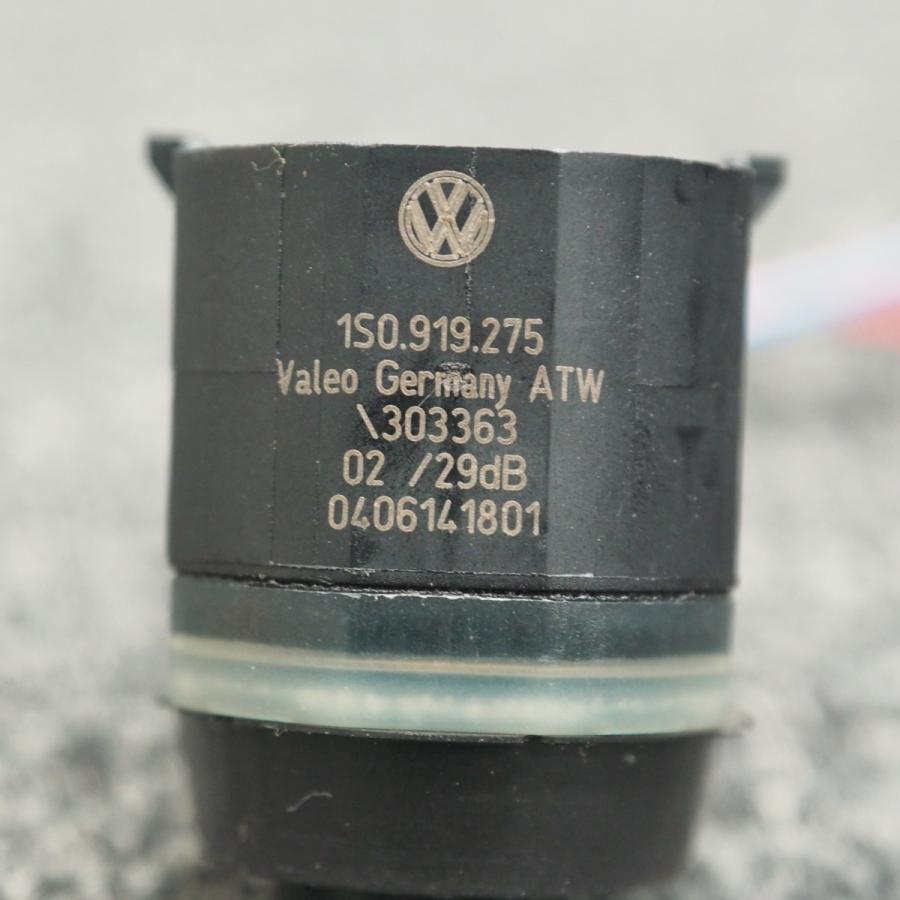 1S0.919.275
Valeo Germany ATW
\303363
02 /29dB
0406141801